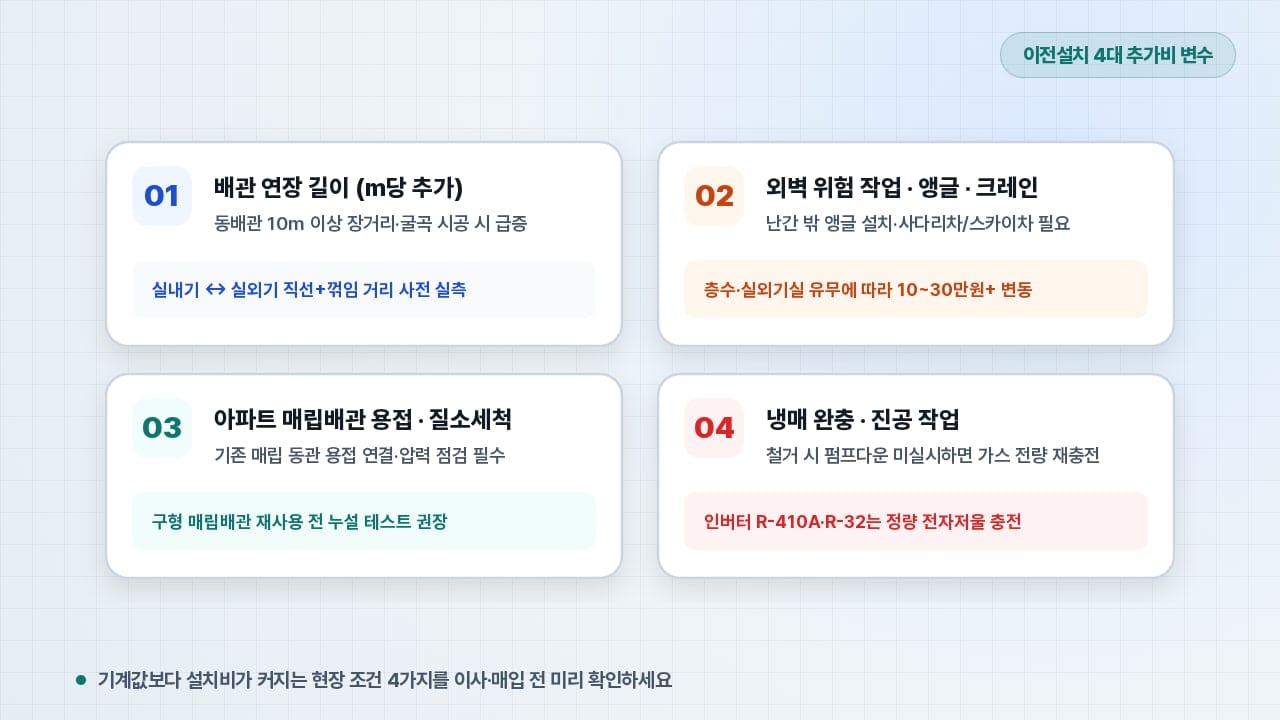 이전설치 4대 추가비 변수
01
배관 연장 길이 (m당 추가)
동배관 10m 이상 장거리·굴곡 시공 시 급증
실내기 ↔ 실외기 직선+꺾임 거리 사전 실측
02
외벽 위험 작업 · 앵글 · 크레인
난간 밖 앵글 설치·사다리차/스카이차 필요
층수·실외기실 유무에 따라 10~30만원+ 변동
03
아파트 매립배관 용접 · 질소세척
기존 매립 동관 용접 연결·압력 점검 필수
구형 매립배관 재사용 전 누설 테스트 권장
04
냉매 완충 · 진공 작업
철거 시 펌프다운 미실시하면 가스 전량 재충전
인버터 R-410A·R-32는 정량 전자저울 충전
기계값보다 설치비가 커지는 현장 조건 4가지를 이사·매입 전 미리 확인하세요